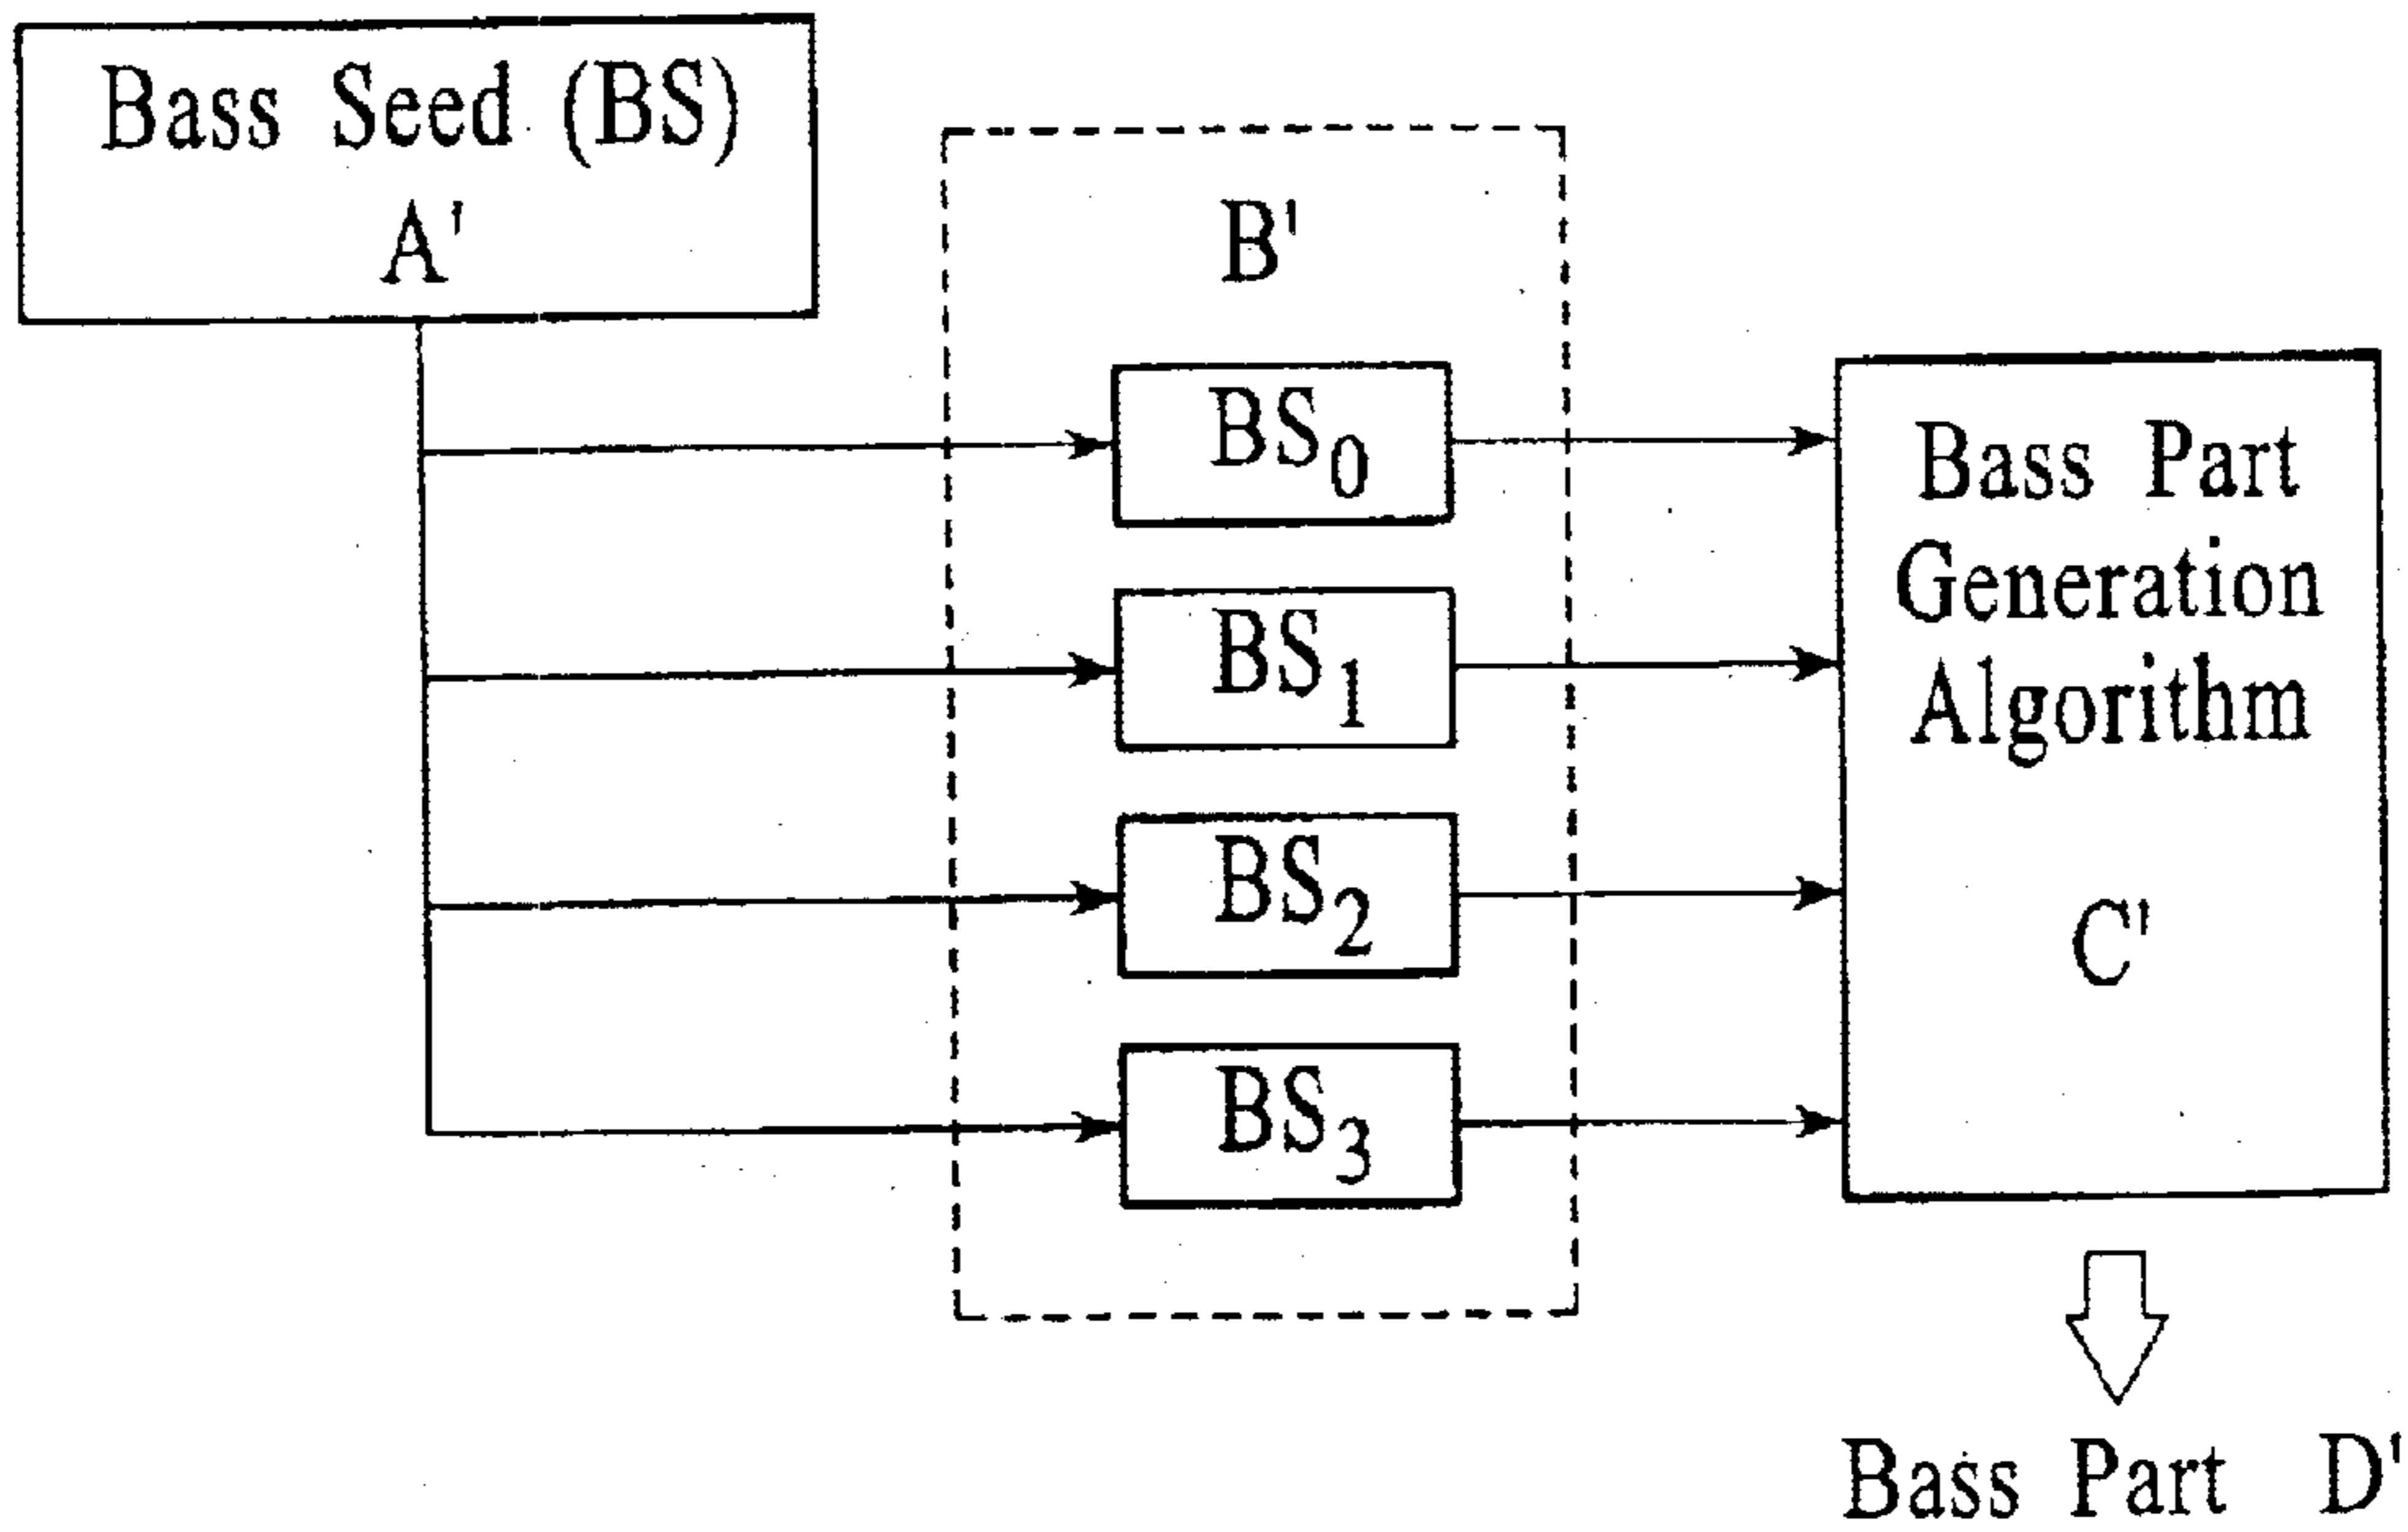 Bass Seed (BS)
A'
B'
BS₀
BS₁
BS₂
BS₃
Bass Part
Generation
Algorithm
C'
Bass Part D'